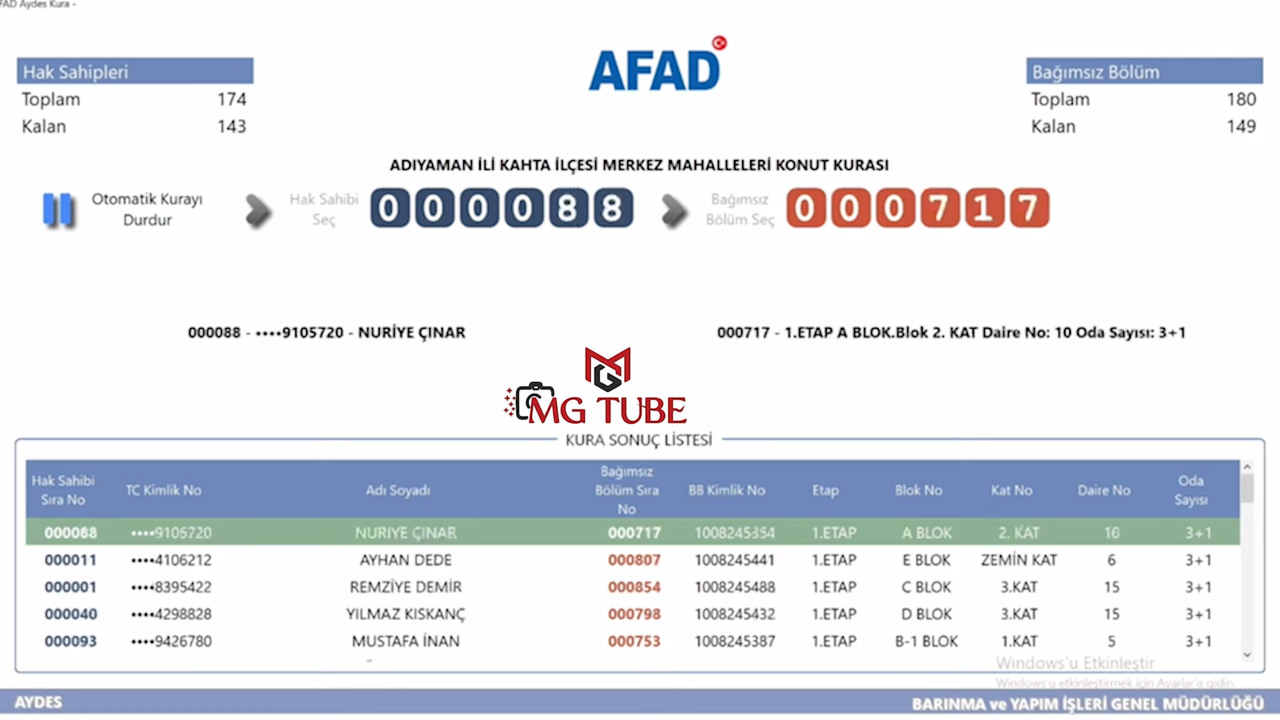 FAD Aydes Kura -
AFAD
Hak Sahipleri
Toplam 174
Kalan 143
Bağımsız Bölüm
Toplam 180
Kalan 149
ADIYAMAN İLİ KAHTA İLÇESİ MERKEZ MAHALLELERİ KONUT KURASI
Otomatik Kurayı
Durdur
Hak Sahibi
Seç
000088
Bağımsız
Bölüm Seç
000717
000088 - ••••9105720 - NURİYE ÇINAR
000717 - 1.ETAP A BLOK.Blok 2. KAT Daire No: 10 Oda Sayısı: 3+1
MG TUBE
KURA SONUÇ LİSTESİ
Hak Sahibi Sıra No TC Kimlik No Adı Soyadı Bağımsız Bölüm Sıra No BB Kimlik No Etap Blok No Kat No Daire No Oda Sayısı
000088 ••••9105720 NURİYE ÇINAR 000717 1008245354 1.ETAP A BLOK 2. KAT 10 3+1
000011 ••••4106212 AYHAN DEDE 000807 1008245441 1.ETAP E BLOK ZEMİN KAT 6 3+1
000001 ••••8395422 REMZİYE DEMİR 000854 1008245488 1.ETAP C BLOK 3.KAT 15 3+1
000040 ••••4298828 YILMAZ KISKANÇ 000798 1008245432 1.ETAP D BLOK 3.KAT 15 3+1
000093 ••••9426780 MUSTAFA İNAN 000753 1008245387 1.ETAP B-1 BLOK 1.KAT 5 3+1
Windows'u Etkinleştir
Windows'u etkinleştirmek için Ayarlar'a gidin.
AYDES
BARINMA ve YAPIM İŞLERİ GENEL MÜDÜRLÜĞÜ